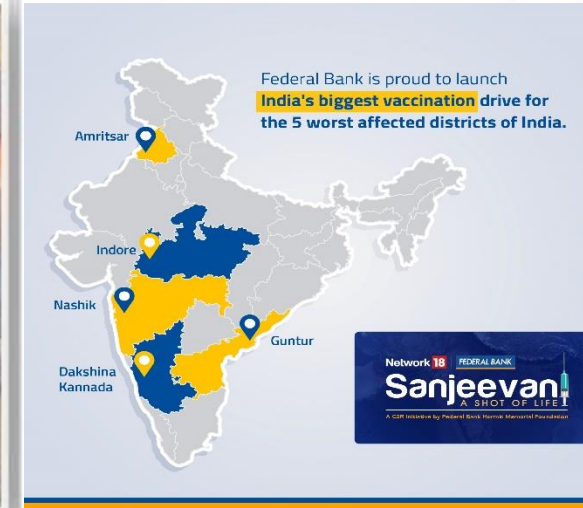 Federal Bank is proud to launch
India's biggest vaccination drive for
the 5 worst affected districts of India.
Amritsar
Indore
Nashik
Guntur
Dakshina
Kannada
Network 18 FEDERAL BANK
Sanjeevani
A SHOT OF LIFE
A CSR Initiative by Federal Bank Hormis Memorial Foundation